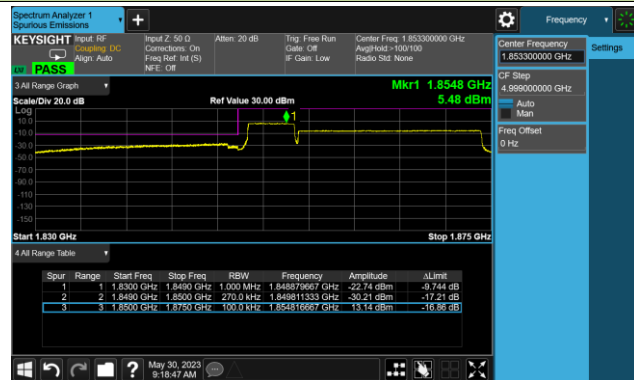 Spectrum Analyzer 1
Spurious Emissions
Frequency
KEYSIGHT
Input: RF
Coupling: DC
Align: Auto
Input Z: 50 Ω
Corrections: On
Freq Ref: Int (S)
NFE: Off
Atten: 20 dB
Trig: Free Run
Gate: Off
IF Gain: Low
Center Freq: 1.853300000 GHz
Avg|Hold:>100/100
Radio Std: None
PASS
Center Frequency
1.853300000 GHz
Settings
CF Step
4.999000000 GHz
Auto
Man
Freq Offset
0 Hz
3 All Range Graph
Mkr1 1.8548 GHz
Scale/Div 20.0 dB
Ref Value 30.00 dBm
5.48 dBm
Log
10.0
-10.0
-30.0
-50.0
-70.0
-90.0
-110
-130
-150
1
Start 1.830 GHz
Stop 1.875 GHz
4 All Range Table
Spur Range Start Freq Stop Freq RBW Frequency Amplitude ΔLimit
1 1 1.8300 GHz 1.8490 GHz 1.000 MHz 1.848879667 GHz -22.74 dBm -9.744 dB
2 2 1.8490 GHz 1.8500 GHz 270.0 kHz 1.849811333 GHz -30.21 dBm -17.21 dB
3 3 1.8500 GHz 1.8750 GHz 100.0 kHz 1.854816667 GHz 13.14 dBm -16.86 dB
?
May 30, 2023
9:18:47 AM